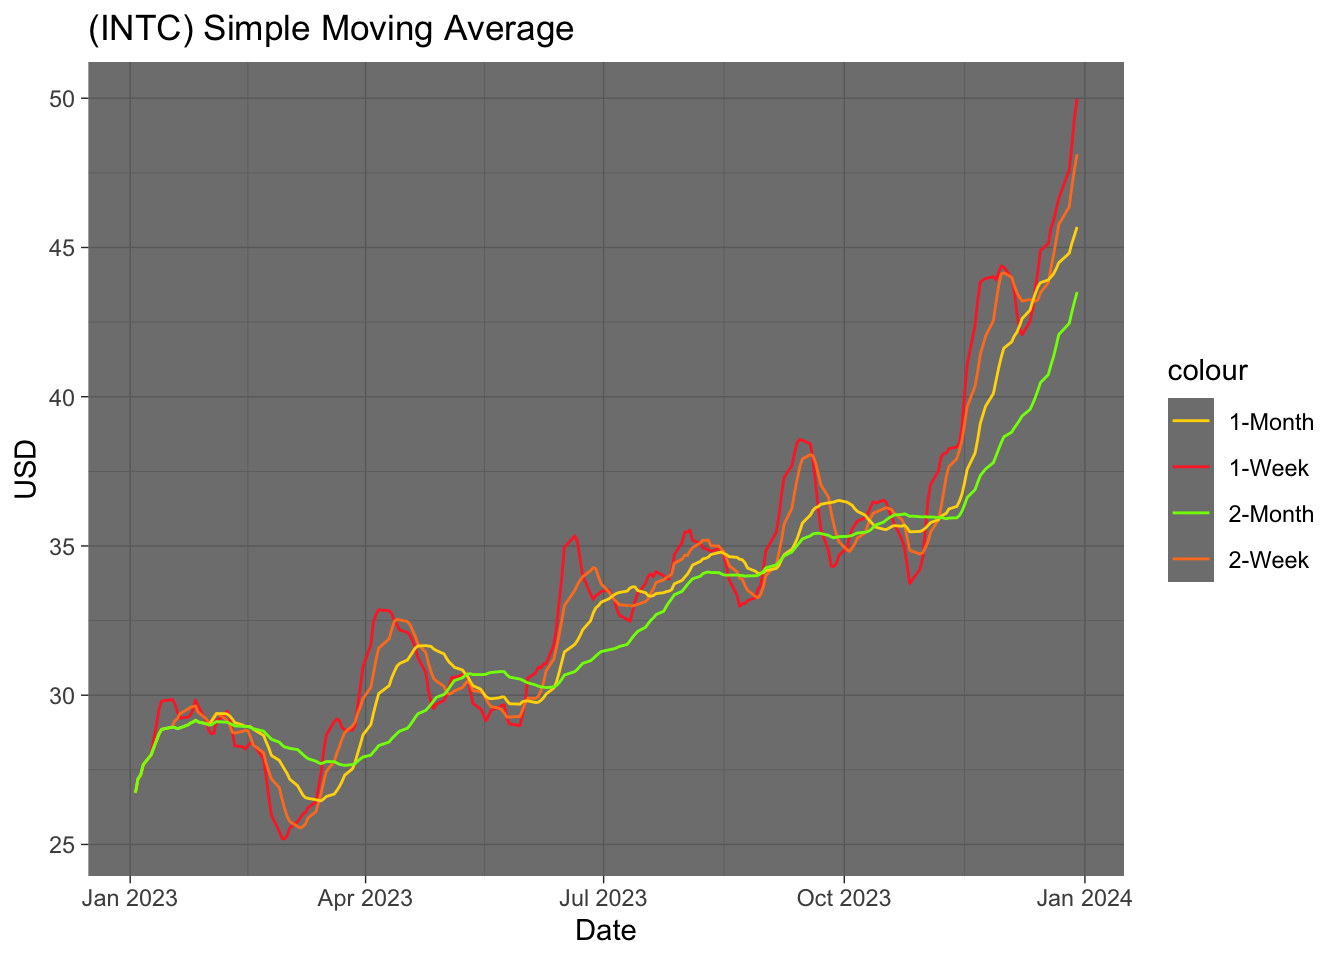 (INTC) Simple Moving Average
USD
50
45
40
35
30
25
Jan 2023
Apr 2023
Jul 2023
Oct 2023
Jan 2024
Date
colour
1-Month
1-Week
2-Month
2-Week